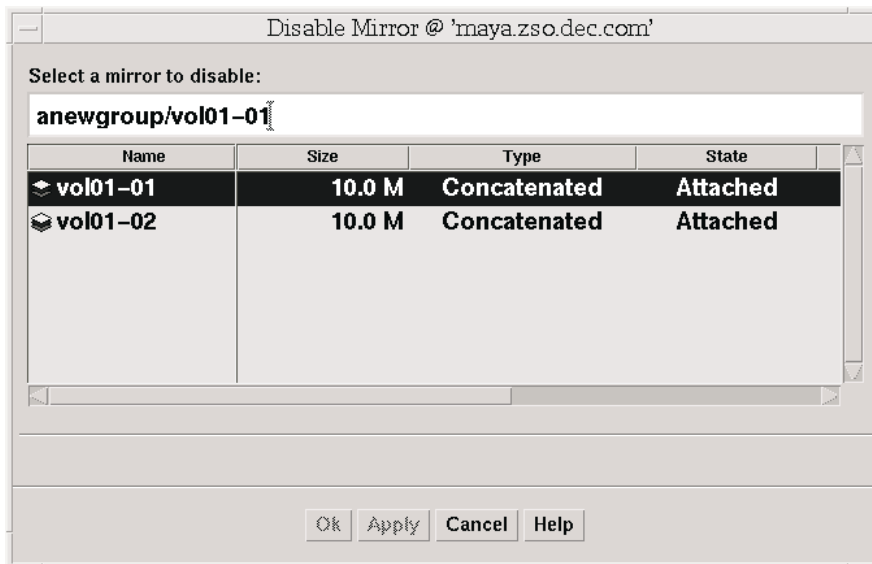 Disable Mirror @ 'maya.zso.dec.com'
Select a mirror to disable:
anewgroup/vol01-01
Name Size Type State
vol01-01 10.0 M Concatenated Attached
vol01-02 10.0 M Concatenated Attached
Ok Apply Cancel Help